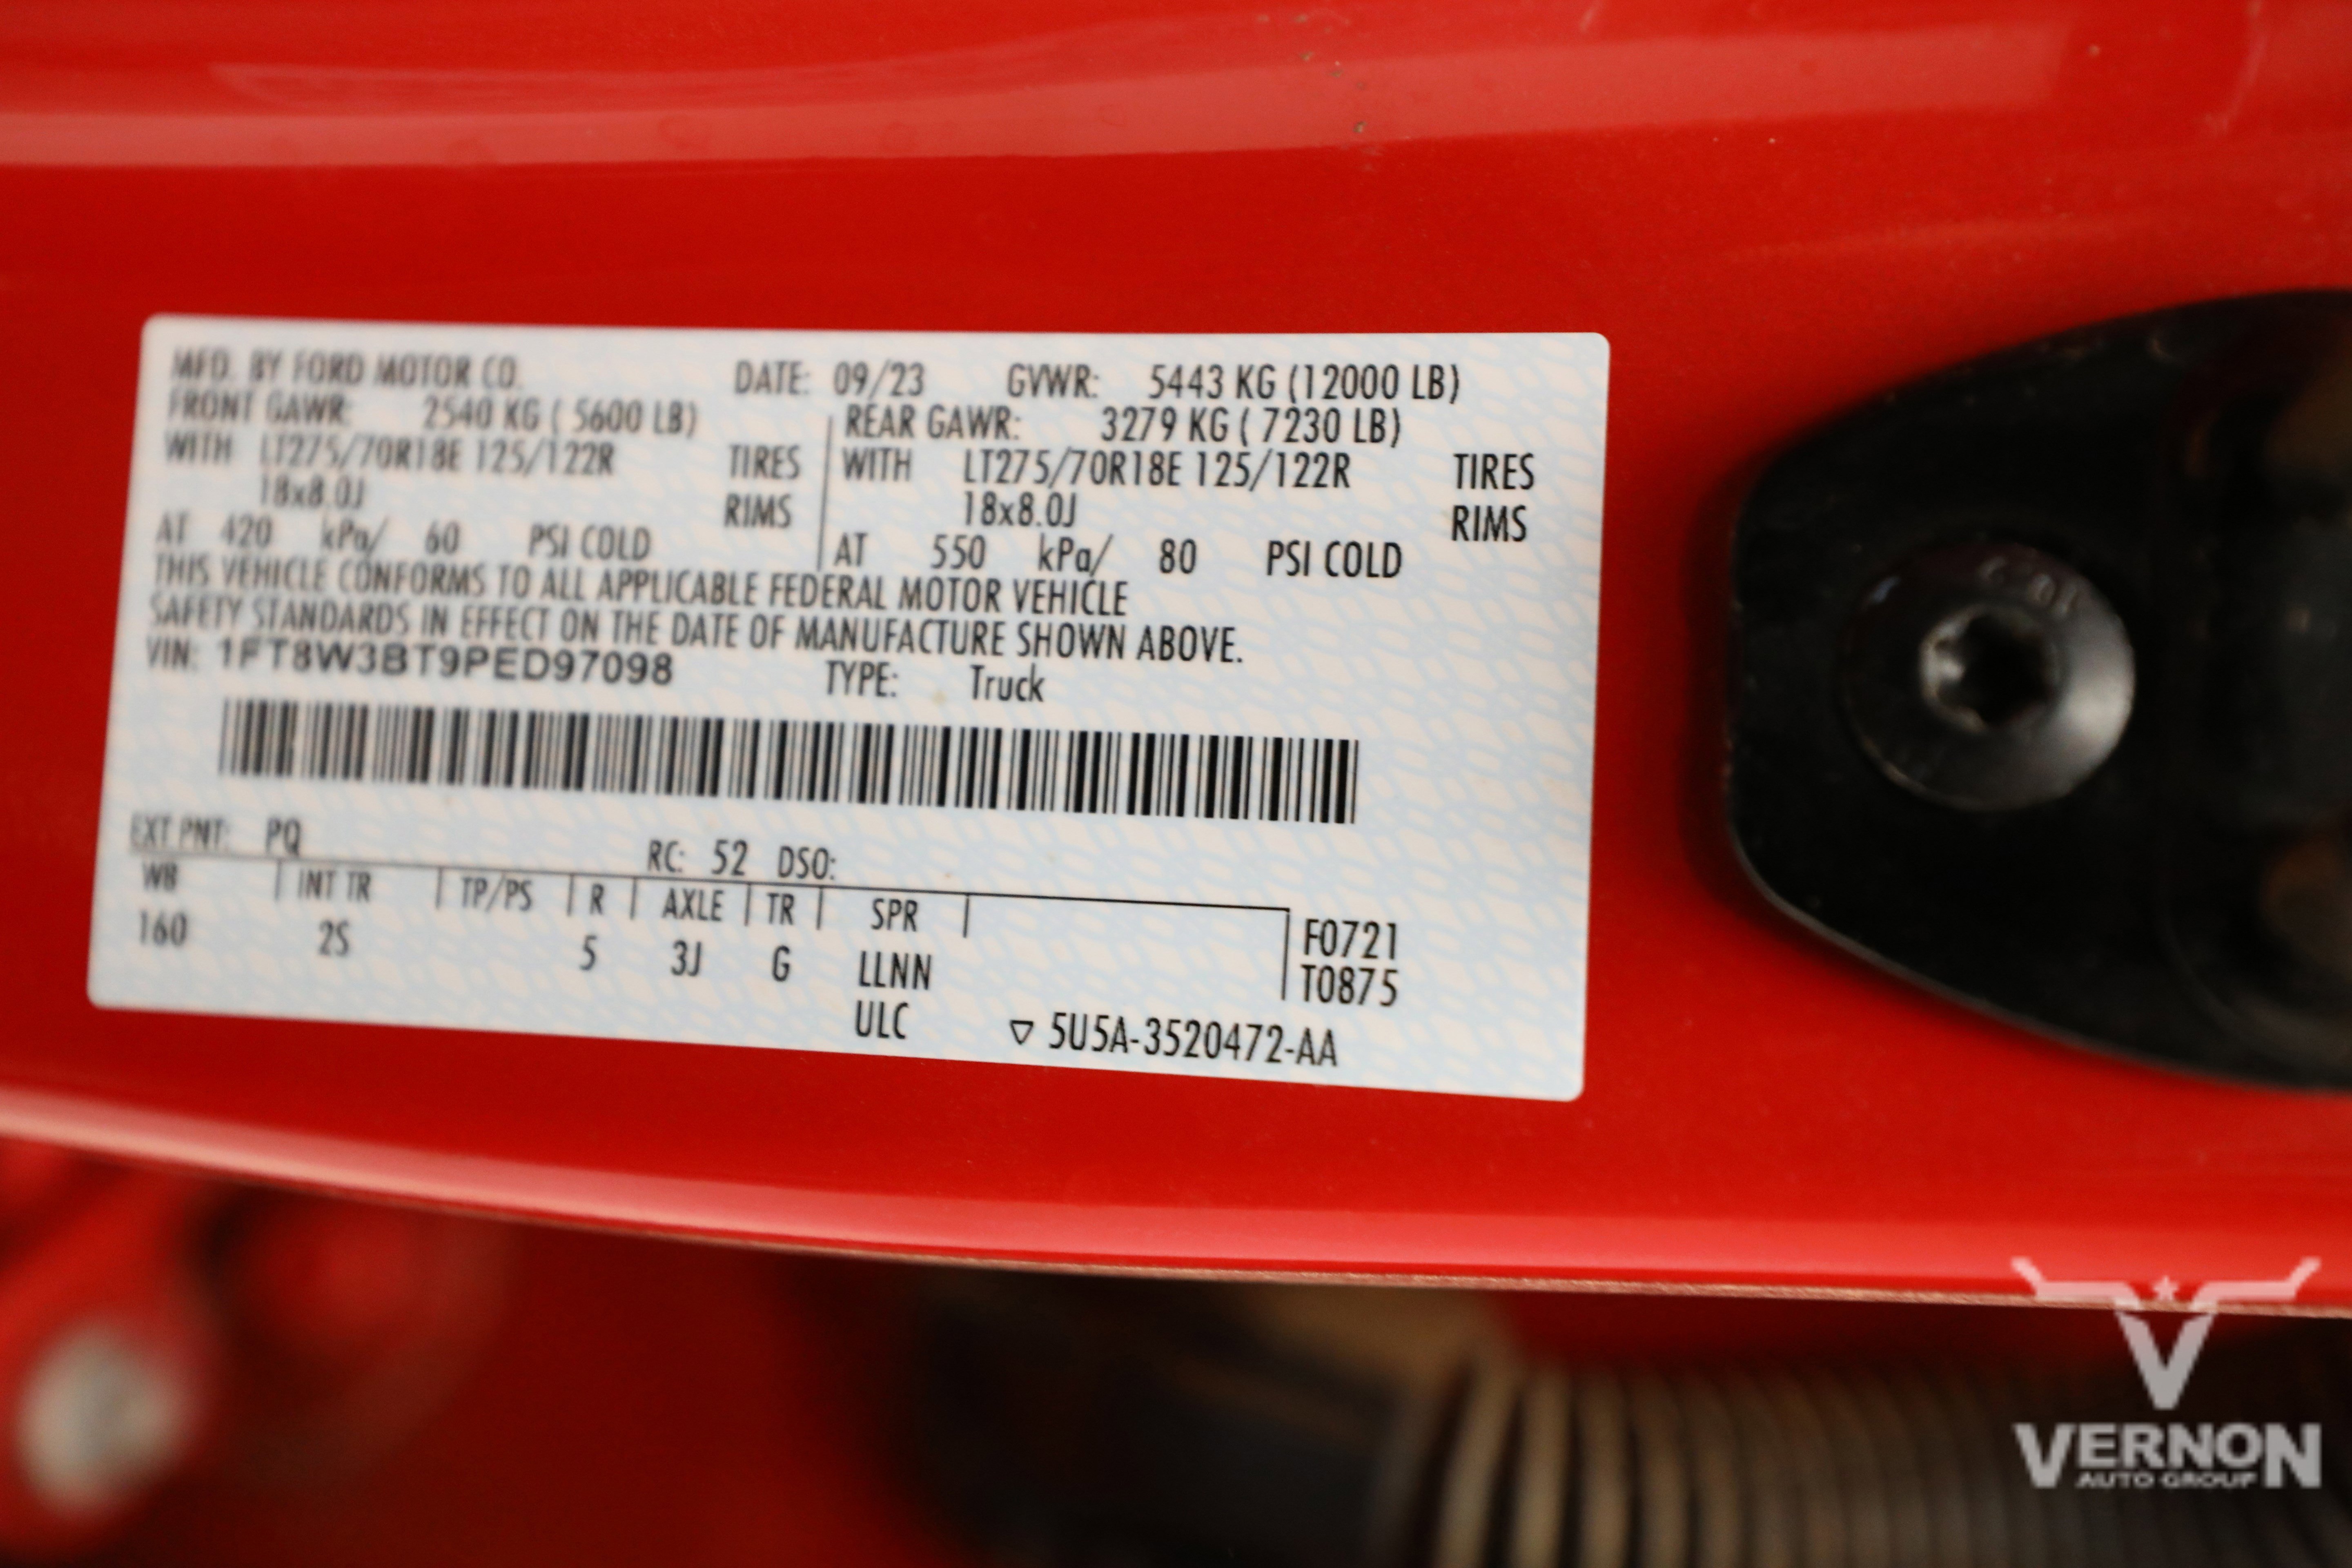 MFD. BY FORD MOTOR CO. DATE: 09/23 GVWR: 5443 KG (12000 LB)
FRONT GAWR: 2540 KG ( 5600 LB) REAR GAWR: 3279 KG ( 7230 LB)
WITH LT275/70R18E 125/122R TIRES WITH LT275/70R18E 125/122R TIRES
18x8.0J RIMS 18x8.0J RIMS
AT 420 kPa/ 60 PSI COLD AT 550 kPa/ 80 PSI COLD
THIS VEHICLE CONFORMS TO ALL APPLICABLE FEDERAL MOTOR VEHICLE
SAFETY STANDARDS IN EFFECT ON THE DATE OF MANUFACTURE SHOWN ABOVE.
VIN: 1FT8W3BT9PED97098 TYPE: Truck
EXT PNT: PQ RC: 52 DSO:
WB INT TR TP/PS R AXLE TR SPR F0721
160 2S 5 3J G LLNN T0875
ULC ▽ 5U5A-3520472-AA
VERNON
AUTO GROUP